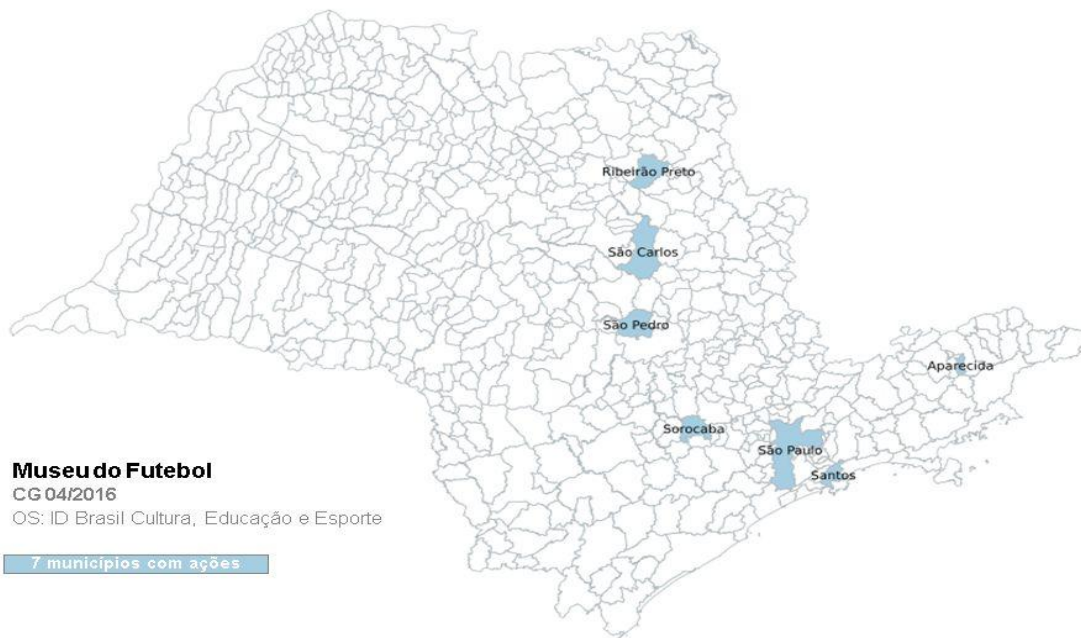 Ribeirão Preto
São Carlos
São Pedro
Aparecida
Sorocaba
São Paulo
Santos
Museu do Futebol
CG 04/2016
OS: ID Brasil Cultura, Educação e Esporte
7 municípios com ações